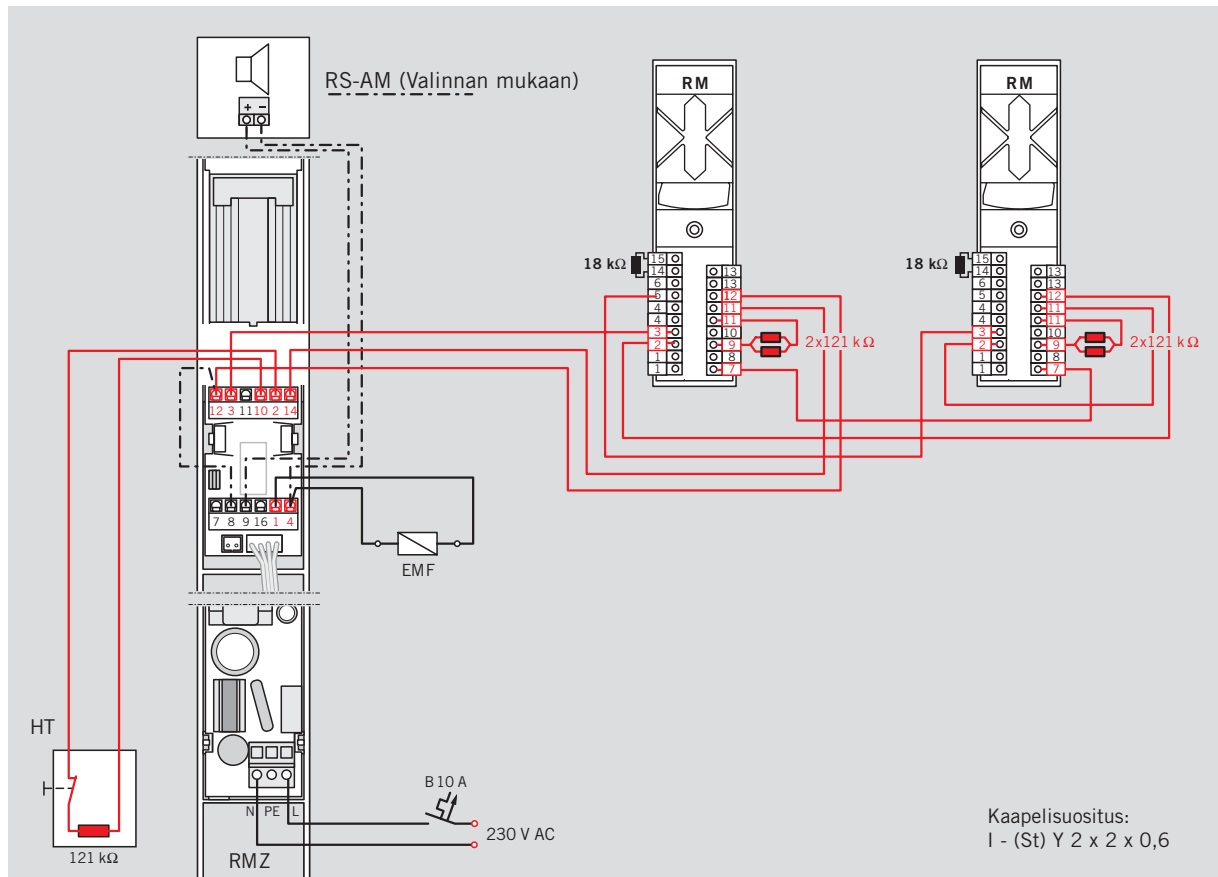 RS-AM (Valinnan mukaan)
+ −
RM
RM
18 kΩ
15
14
6
5
4
4
3
2
1
1
13
13
12
11
11
10
9
8
7
2x121 kΩ
18 kΩ
15
14
6
5
4
4
3
2
1
1
13
13
12
11
11
10
9
8
7
2x121 kΩ
12 3 11 10 2 14
7 8 9 16 1 4
EMF
HT
121 kΩ
N PE L
B 10 A
230 V AC
RMZ
Kaapelisuositus:
I - (St) Y 2 x 2 x 0,6